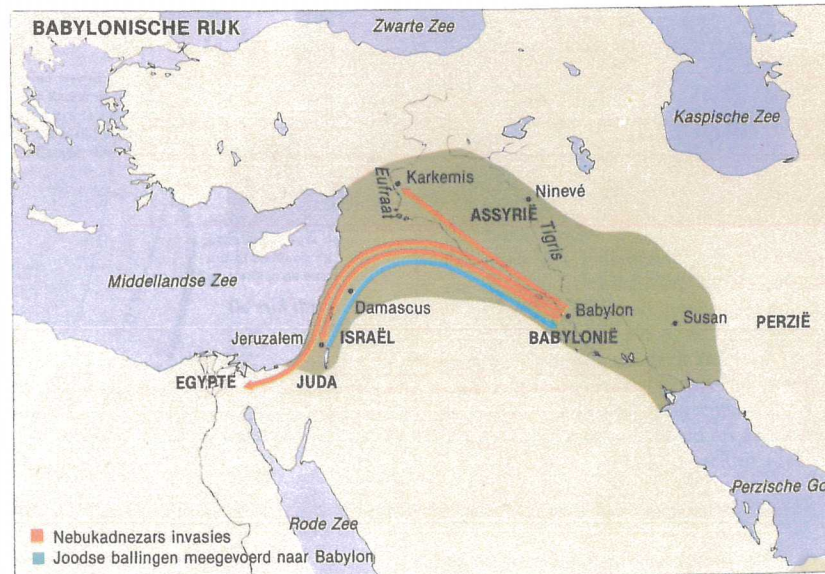 BABYLONISCHE RIJK
Zwarte Zee
Kaspische Zee
Karkemis
Eufraat
Ninevé
ASSYRIË
Tigris
Middellandse Zee
Damascus
Babylon
Susan
PERZIË
Jeruzalem
ISRAËL
BABYLONIË
EGYPTE
JUDA
Perzische Go
Rode Zee
Nebukadnezars invasies
Joodse ballingen meegevoerd naar Babylon